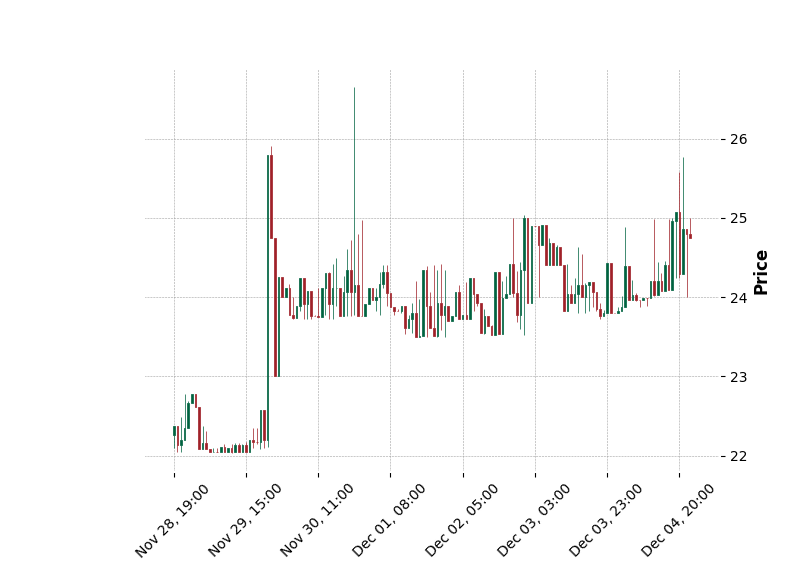 26
25
24
23
22
Price
Nov 28, 19:00
Nov 29, 15:00
Nov 30, 11:00
Dec 01, 08:00
Dec 02, 05:00
Dec 03, 03:00
Dec 03, 23:00
Dec 04, 20:00